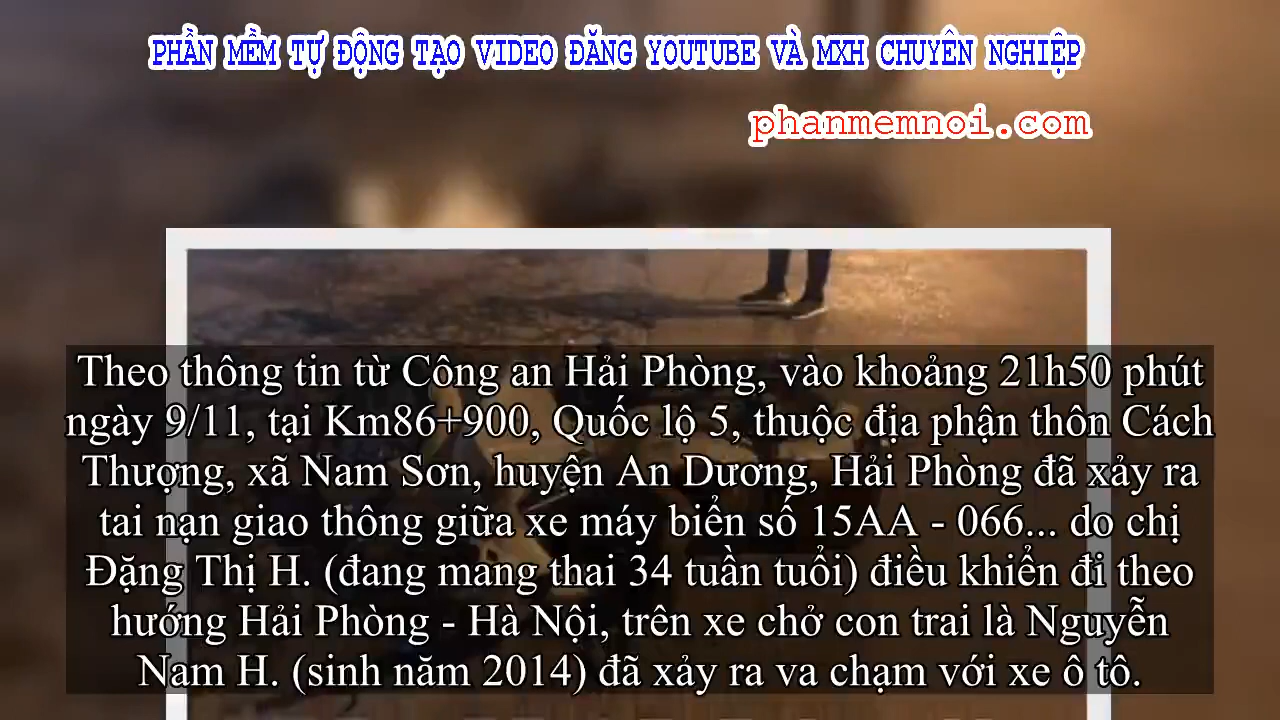 PHẦN MỀM TỰ ĐỘNG TẠO VIDEO ĐĂNG YOUTUBE VÀ MXH CHUYÊN NGHIỆP
phanmemnoi.com
Theo thông tin từ Công an Hải Phòng, vào khoảng 21h50 phút
ngày 9/11, tại Km86+900, Quốc lộ 5, thuộc địa phận thôn Cách
Thượng, xã Nam Sơn, huyện An Dương, Hải Phòng đã xảy ra
tai nạn giao thông giữa xe máy biển số 15AA - 066... do chị
Đặng Thị H. (đang mang thai 34 tuần tuổi) điều khiển đi theo
hướng Hải Phòng - Hà Nội, trên xe chở con trai là Nguyễn
Nam H. (sinh năm 2014) đã xảy ra va chạm với xe ô tô.